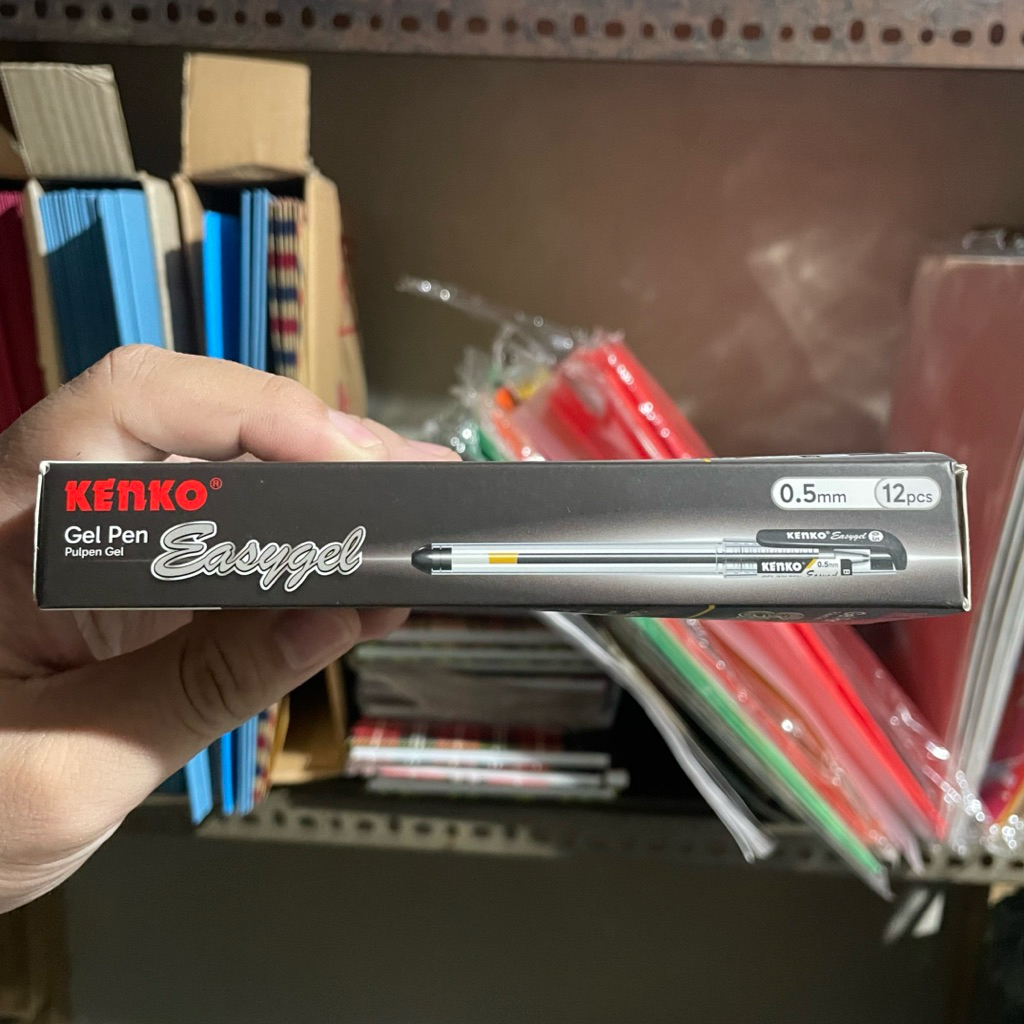 KENKO®
Gel Pen
Pulpen Gel
Easygel
0.5mm
12pcs
KENKO Easygel
KENKO
0.5mm